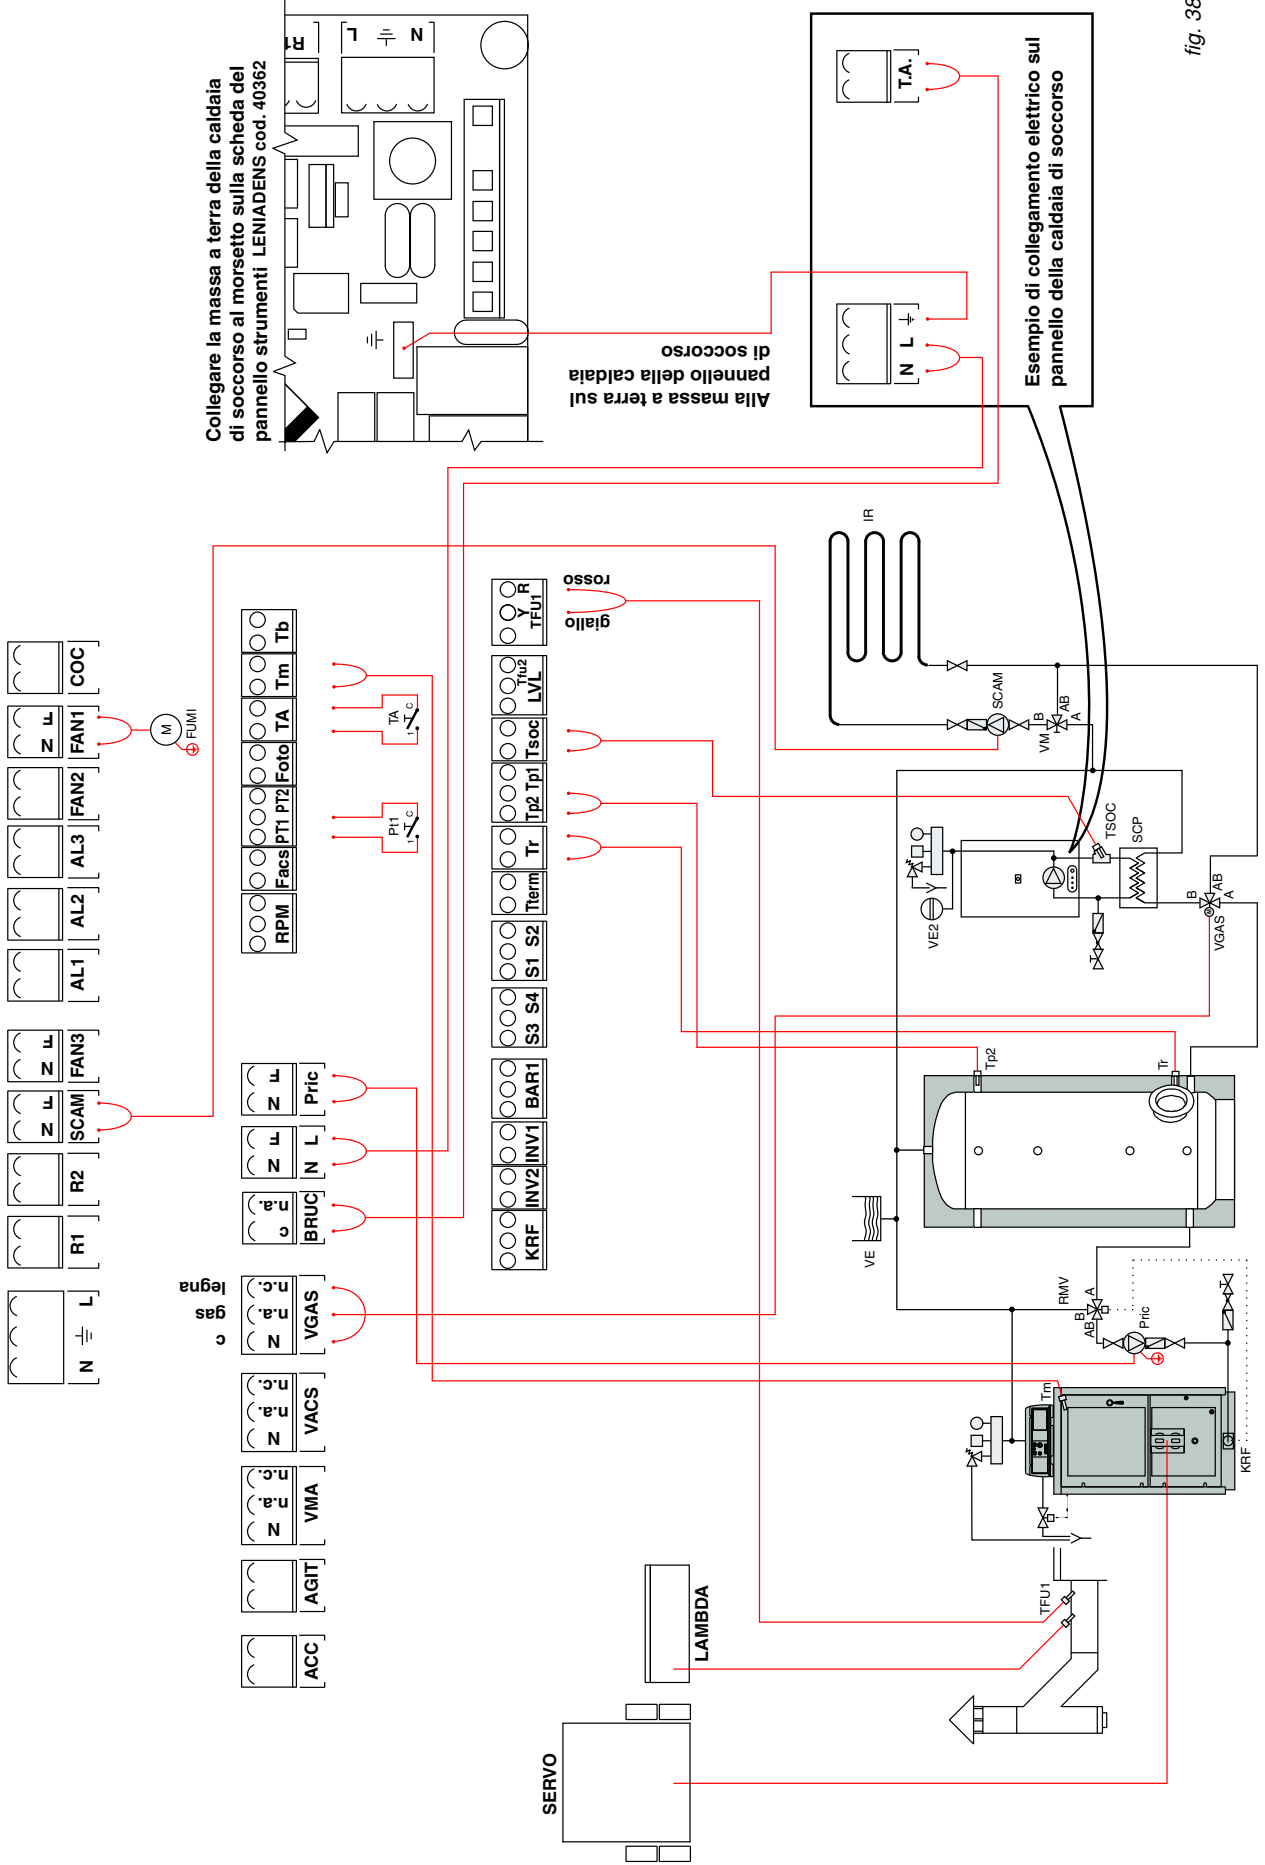 fig. 38
Collegare la massa a terra della caldaia
di soccorso al morsetto sulla scheda del
pannello strumenti LENIADENS cod. 40362
R1
L
N
Alla massa a terra sul
pannello della caldaia
di soccorso
N L
T.A.
Esempio di collegamento elettrico sul
pannello della caldaia di soccorso
N L
R1
R2
N F
SCAM
N F
FAN3
AL1
AL2
AL3
FAN2
N F
FAN1
COC
M
FUMI
ACC
AGIT
N n.a. n.c.
VMA
N n.a. n.c.
VACS
N n.a. n.c.
VGAS
c
gas
legna
c n.a.
BRUC
N F
N L
N F
Pric
RPM
Facs
PT1 PT2
Foto
TA
Tm
Tb
Pt1
1 C
TA
1 C
KRF
INV2
INV1
BAR1
S3 S4
S1 S2
Tterm
Tr
Tp2 Tp1
Tsoc
Tfu2
LVL
Y R
TFU1
giallo
rosso
SERVO
LAMBDA
TFU1
Tm
KRF
RMV
A
B
AB
Pric
VE
Tp2
Tr
VE2
TSOC
SCP
B
AB
A
M
VGAS
IR
SCAM
VM
B
AB
A